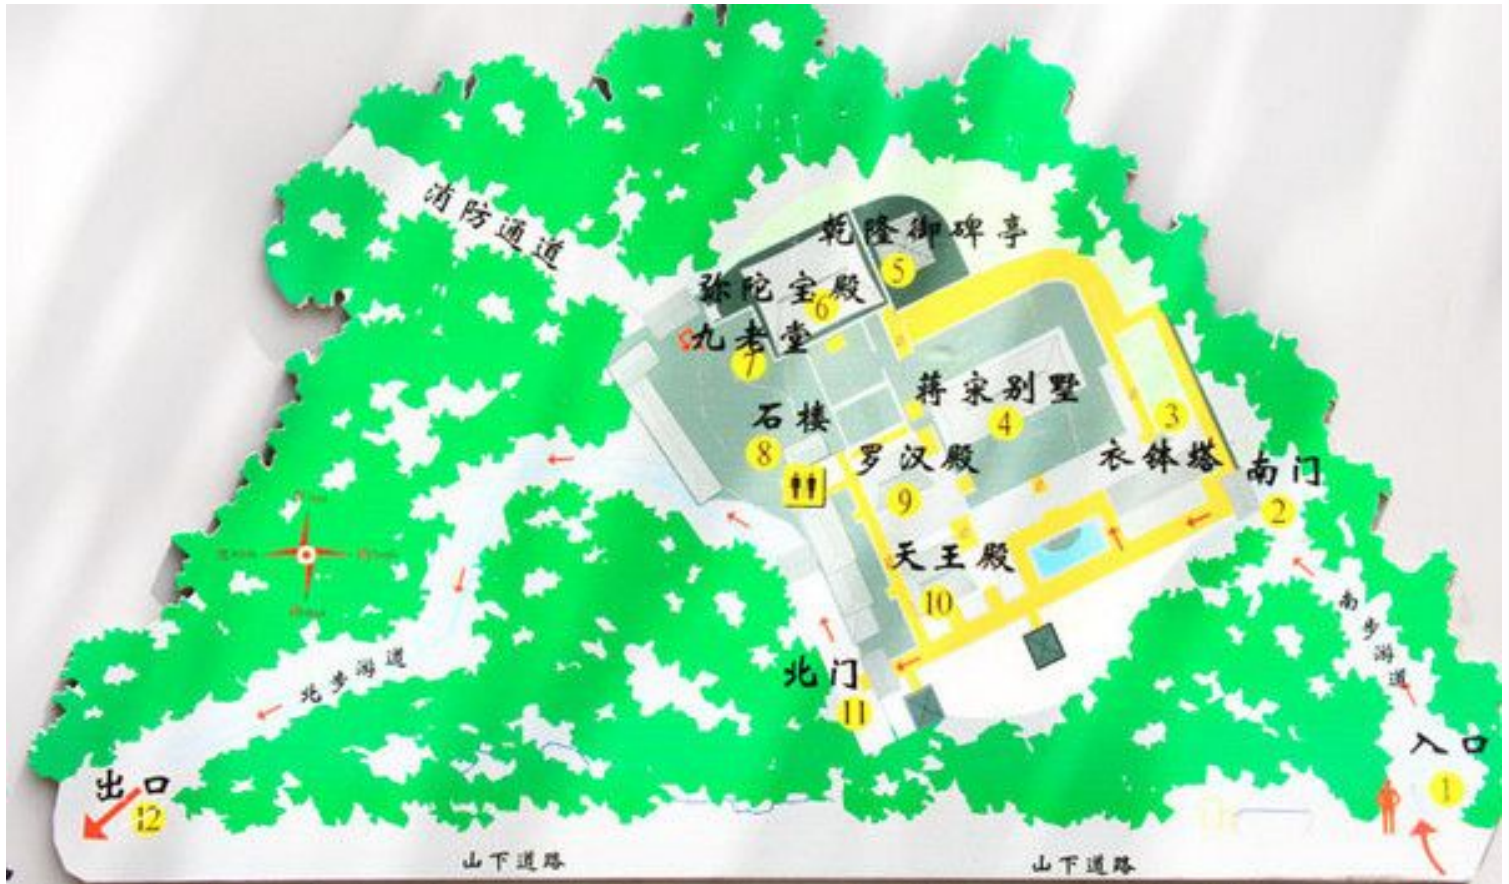 消防通道
乾隆御碑亭
5
弥陀宝殿
6
九老堂
7
蒋宋别墅
4
石楼
8
3
罗汉殿
9
衣钵塔
南门
2
天王殿
10
南步游道
北步游道
北门
11
入口
1
出口
12
山下道路
山下道路